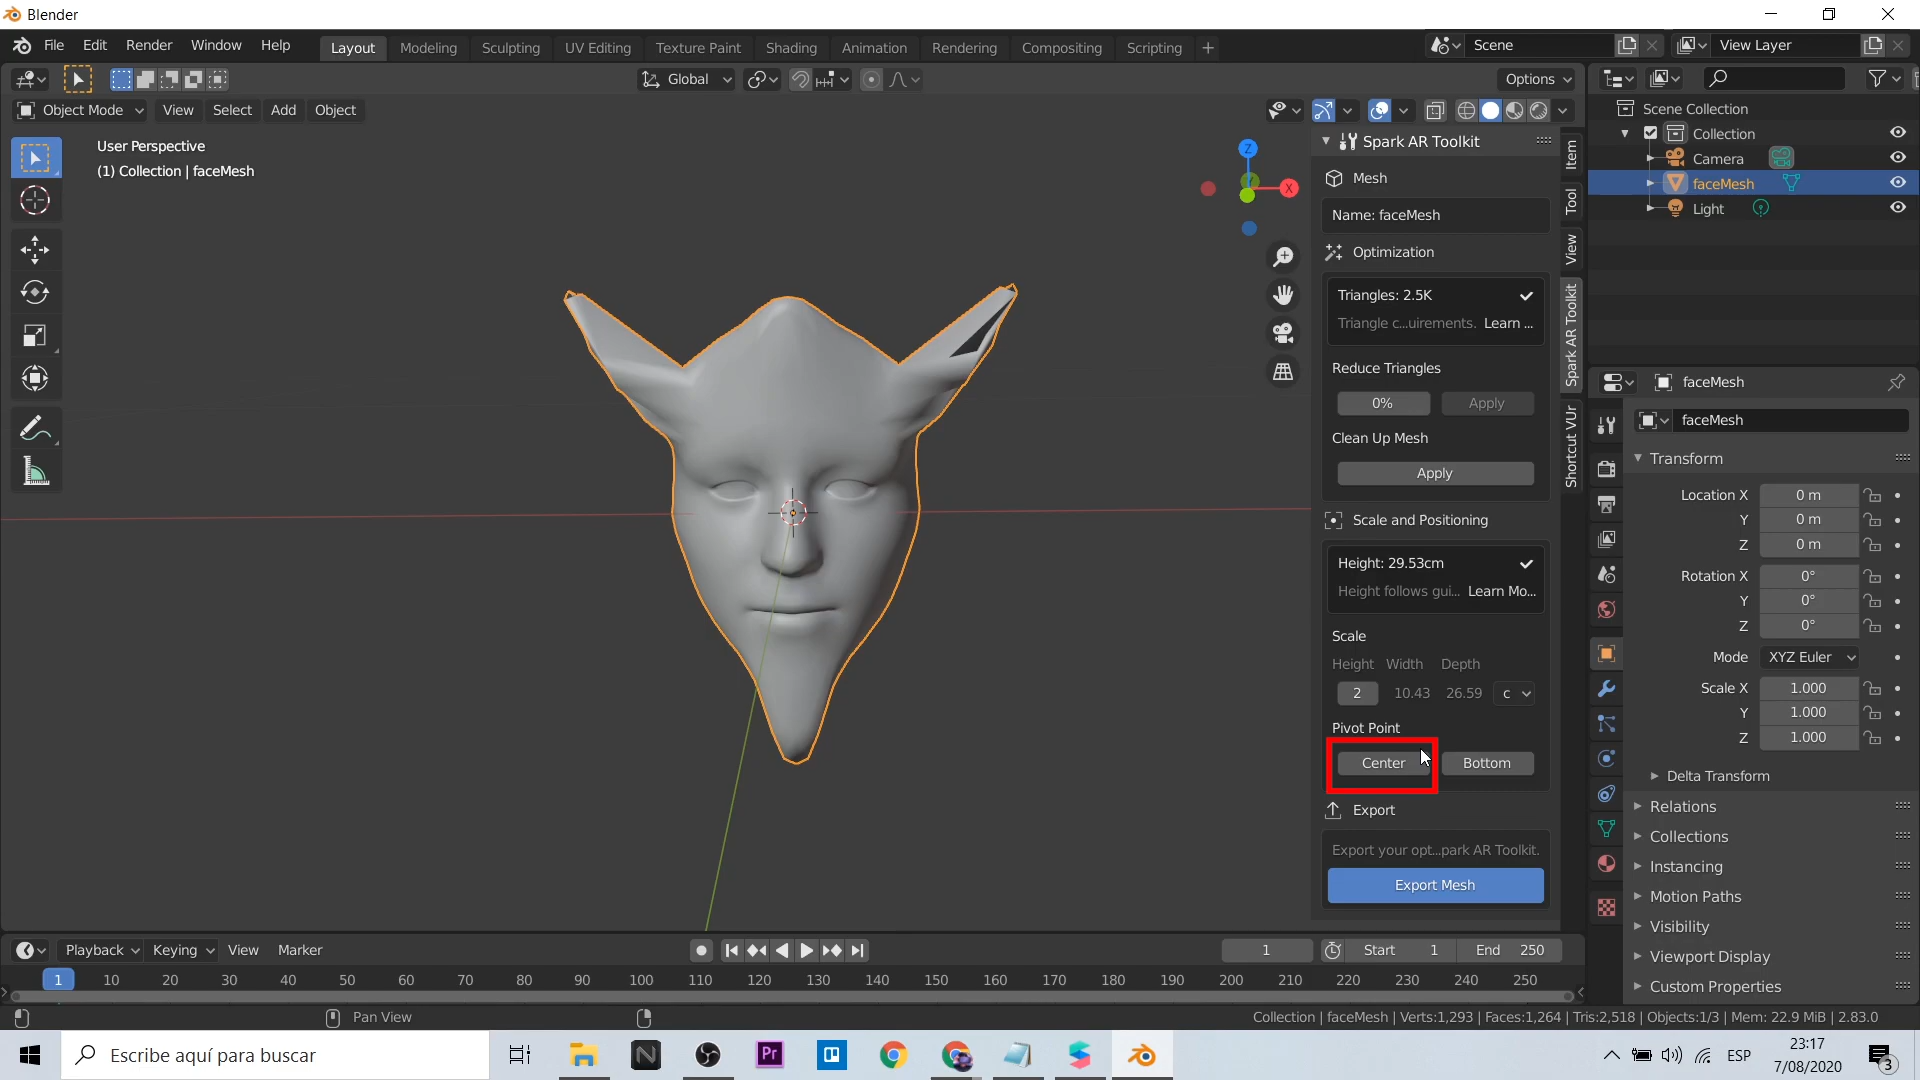 Blender
File Edit Render Window Help Layout Modeling Sculpting UV Editing Texture Paint Shading Animation Rendering Compositing Scripting + Scene View Layer
Global Options
Object Mode View Select Add Object
User Perspective
(1) Collection | faceMesh
Z
X
Spark AR Toolkit
Mesh
Name: faceMesh
Optimization
Triangles: 2.5K
Triangle c...uirements. Learn ...
Reduce Triangles
0% Apply
Clean Up Mesh
Apply
Scale and Positioning
Height: 29.53cm
Height follows gui... Learn Mo...
Scale
Height Width Depth
2 10.43 26.59 c
Pivot Point
Center Bottom
Export
Export your opt...park AR Toolkit.
Export Mesh
Item
Tool
View
Spark AR Toolkit
Shortcut VUr
Scene Collection
Collection
Camera
faceMesh
Light
faceMesh
faceMesh
Transform
Location X 0 m
Y 0 m
Z 0 m
Rotation X 0°
Y 0°
Z 0°
Mode XYZ Euler
Scale X 1.000
Y 1.000
Z 1.000
Delta Transform
Relations
Collections
Instancing
Motion Paths
Visibility
Viewport Display
Custom Properties
Playback Keying View Marker 1 Start 1 End 250
1 10 20 30 40 50 60 70 80 90 100 110 120 130 140 150 160 170 180 190 200 210 220 230 240 250
Pan View Collection | faceMesh | Verts:1,293 | Faces:1,264 | Tris:2,518 | Objects:1/3 | Mem: 22.9 MiB | 2.83.0
Escribe aquí para buscar
N
Pr
ESP
23:17
7/08/2020
3